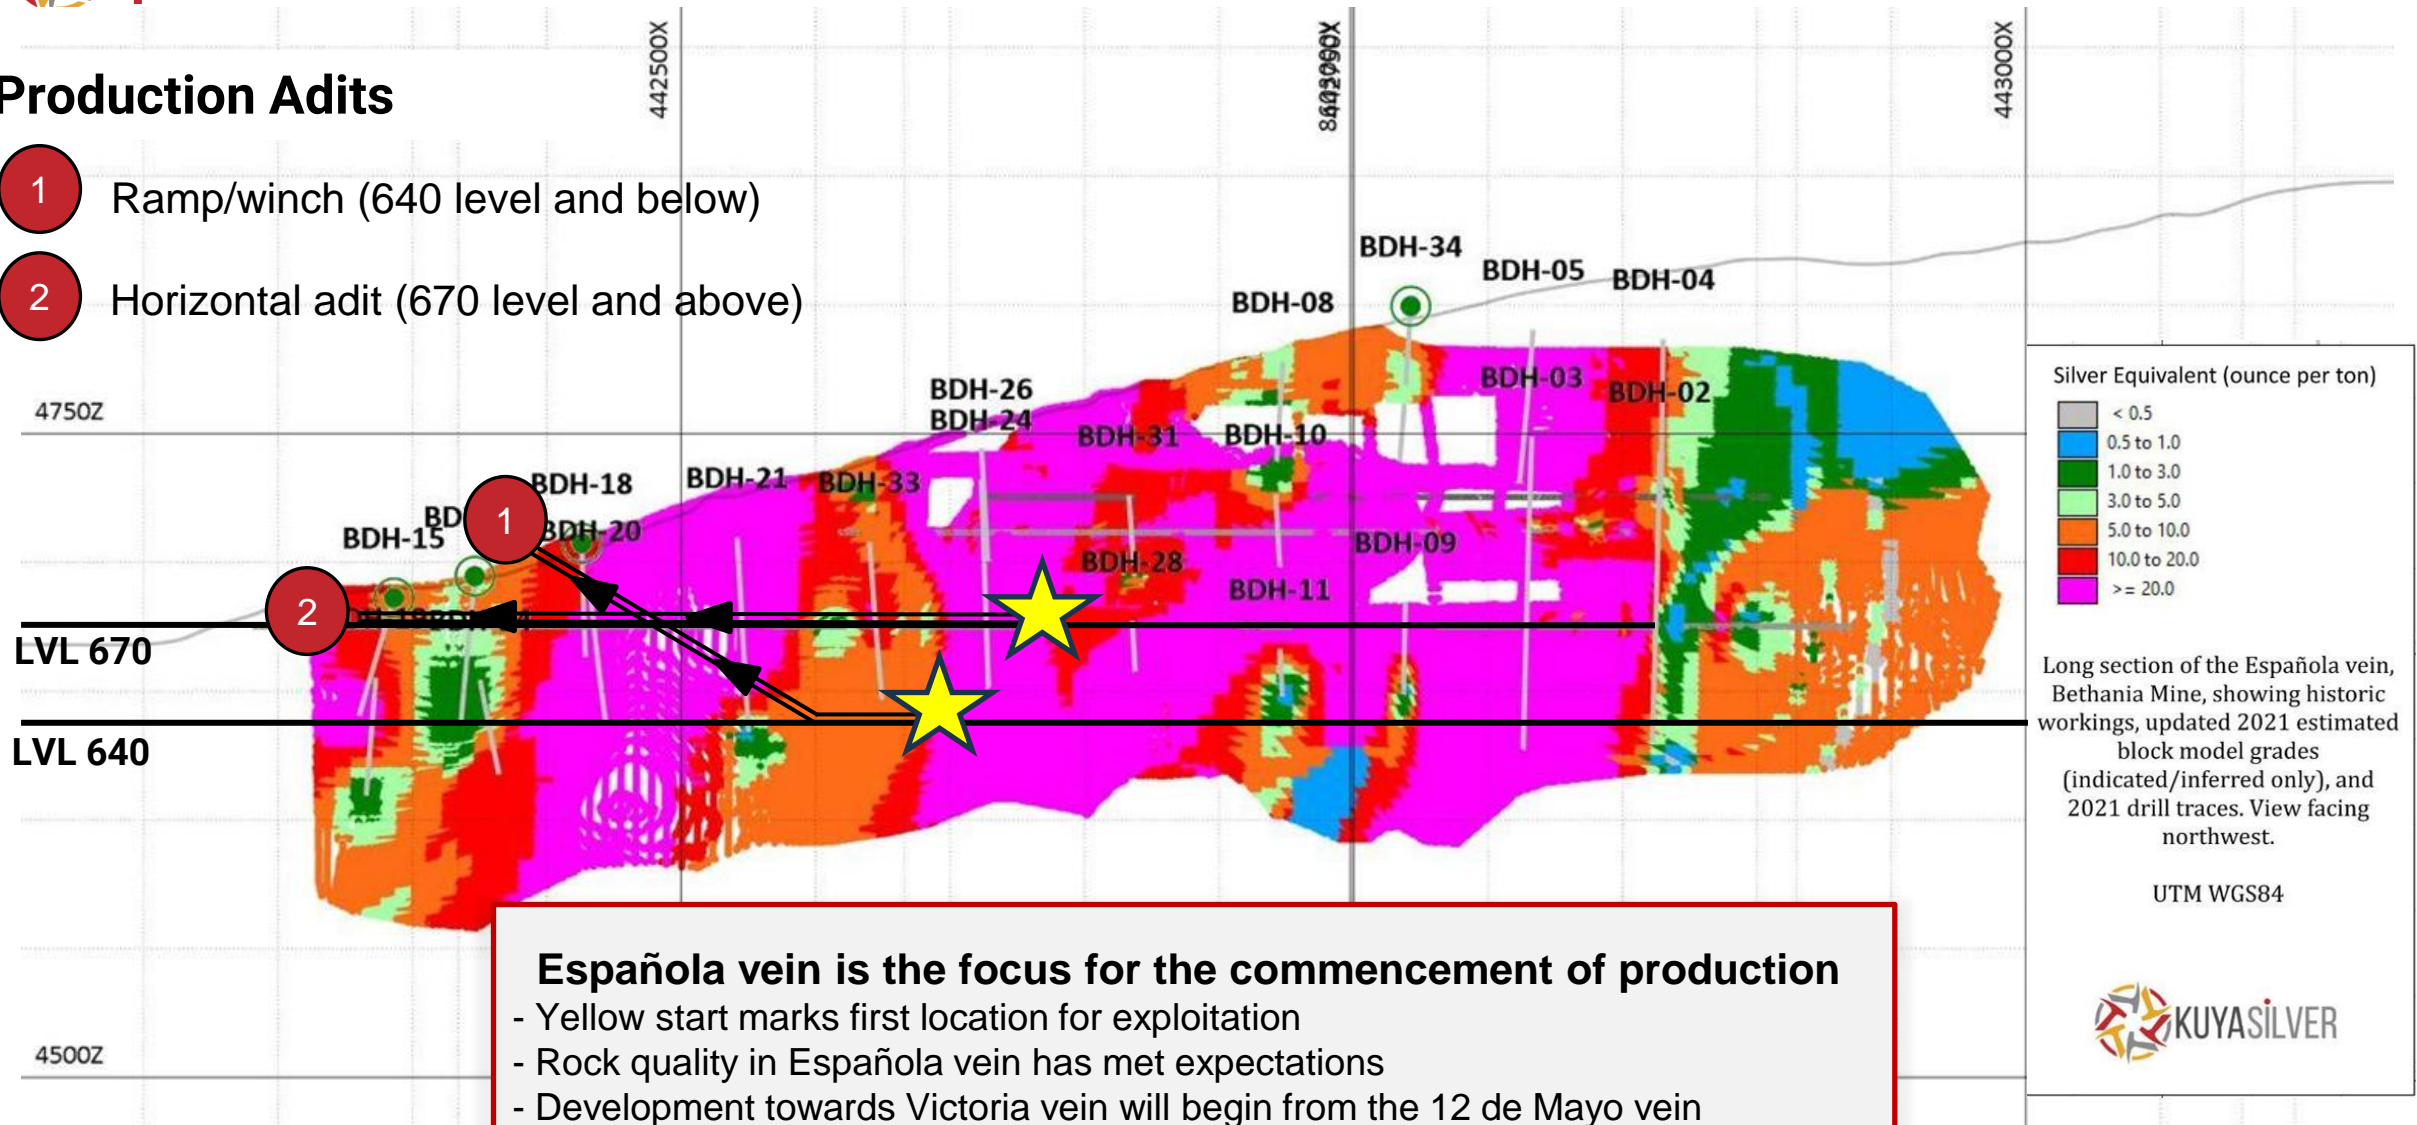 Production Adits
1
Ramp/winch (640 level and below)
2
Horizontal adit (670 level and above)
442500X
443000X
4750Z
4500Z
BDH-34
BDH-05
BDH-04
BDH-08
BDH-03
BDH-02
BDH-26
BDH-24
BDH-31
BDH-10
BDH-18
BDH-21
BDH-33
BDH-15
1
BDH-20
BDH-09
BDH-28
BDH-11
2
LVL 670
LVL 640
Silver Equivalent (ounce per ton)
< 0.5
0.5 to 1.0
1.0 to 3.0
3.0 to 5.0
5.0 to 10.0
10.0 to 20.0
>= 20.0
Long section of the Española vein,
Bethania Mine, showing historic
workings, updated 2021 estimated
block model grades
(indicated/inferred only), and
2021 drill traces. View facing
northwest.
UTM WGS84
KUYASILVER
Española vein is the focus for the commencement of production
- Yellow start marks first location for exploitation
- Rock quality in Española vein has met expectations
- Development towards Victoria vein will begin from the 12 de Mayo vein